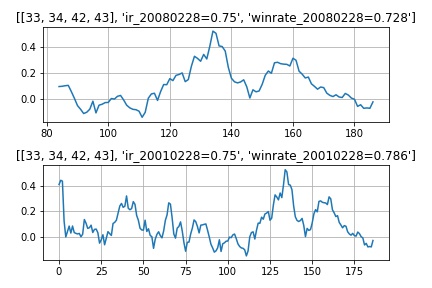 [[33, 34, 42, 43], 'ir_20080228=0.75', 'winrate_20080228=0.728']
0.4
0.2
0.0
80 100 120 140 160 180
[[33, 34, 42, 43], 'ir_20010228=0.75', 'winrate_20010228=0.786']
0.4
0.2
0.0
0 25 50 75 100 125 150 175